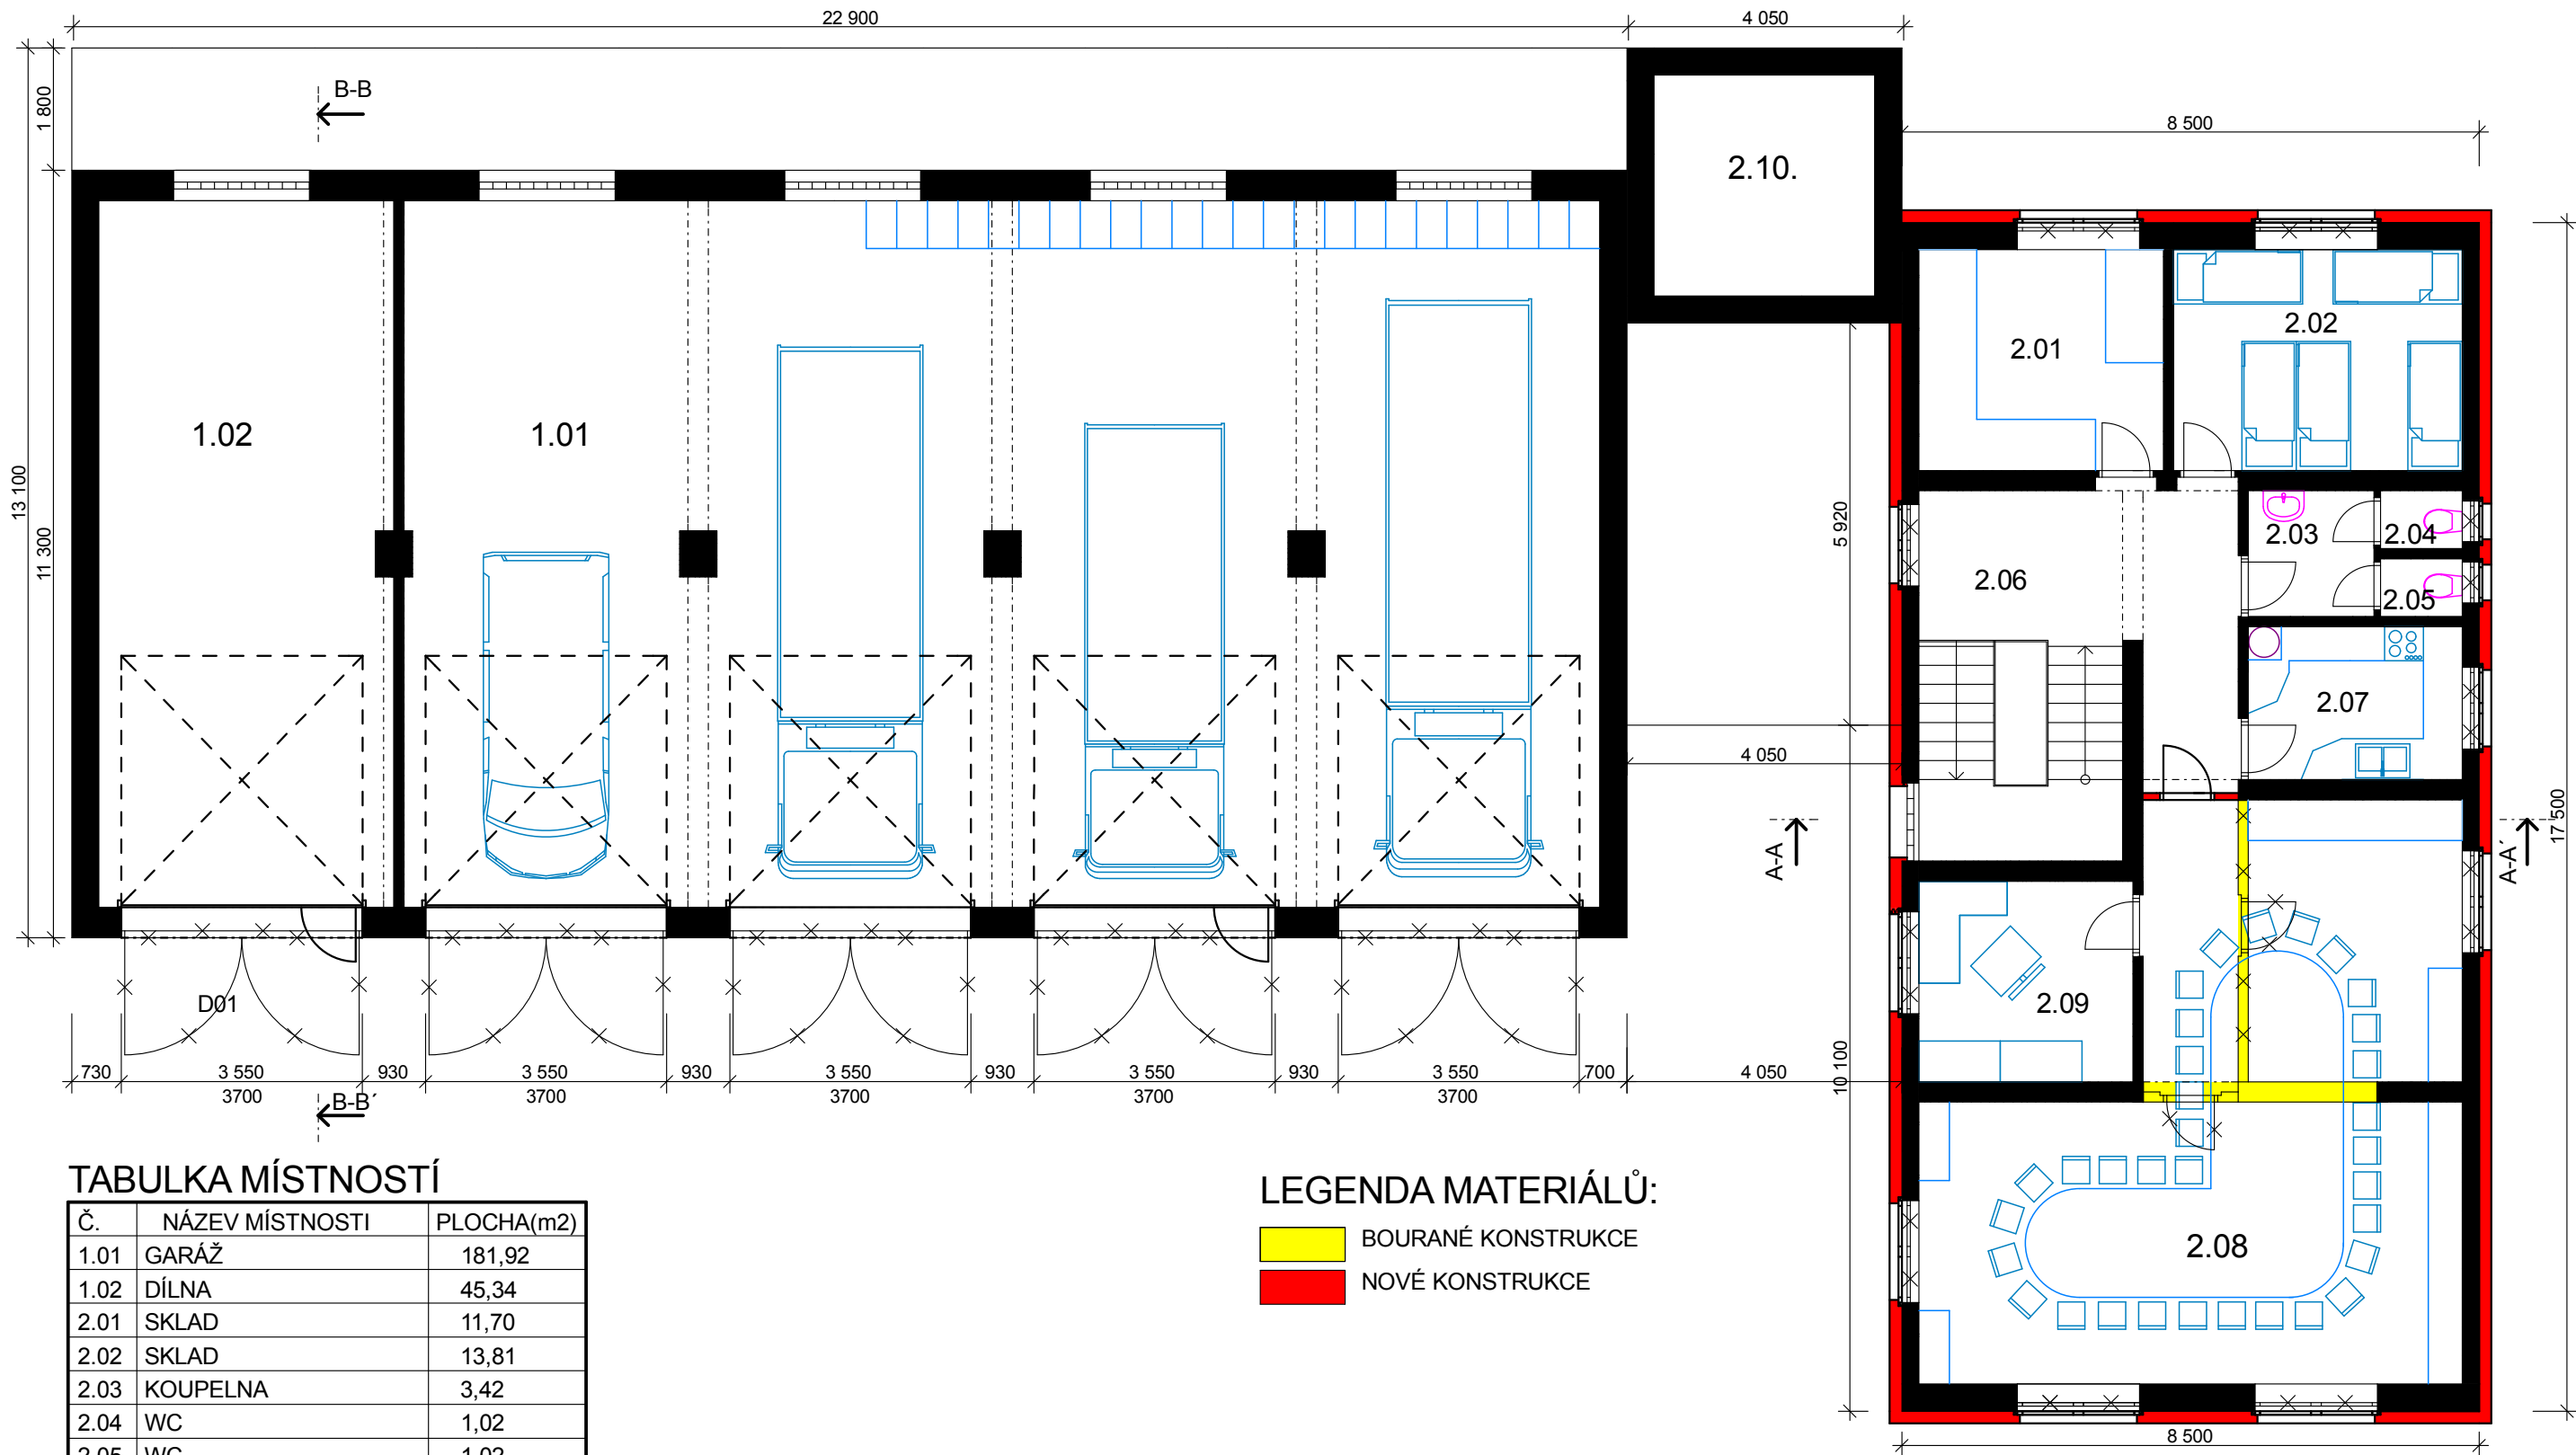 22 900
4 050
1 800
B-B
8 500
2.10.
2.01
2.02
1.02
1.01
13 100
11 300
5 920
2.03
2.04
2.06
2.05
2.07
4 050
A-A
A-A´
17 500
2.09
D01
730
3 550
930
3 550
930
3 550
930
3 550
930
3 550
700
4 050
10 100
3700
3700
3700
3700
3700
B-B´
TABULKA MÍSTNOSTÍ
Č. NÁZEV MÍSTNOSTI PLOCHA(m2)
1.01 GARÁŽ 181,92
1.02 DÍLNA 45,34
2.01 SKLAD 11,70
2.02 SKLAD 13,81
2.03 KOUPELNA 3,42
2.04 WC 1,02
2.05 WC 1,02
LEGENDA MATERIÁLŮ:
BOURANÉ KONSTRUKCE
NOVÉ KONSTRUKCE
2.08
8 500